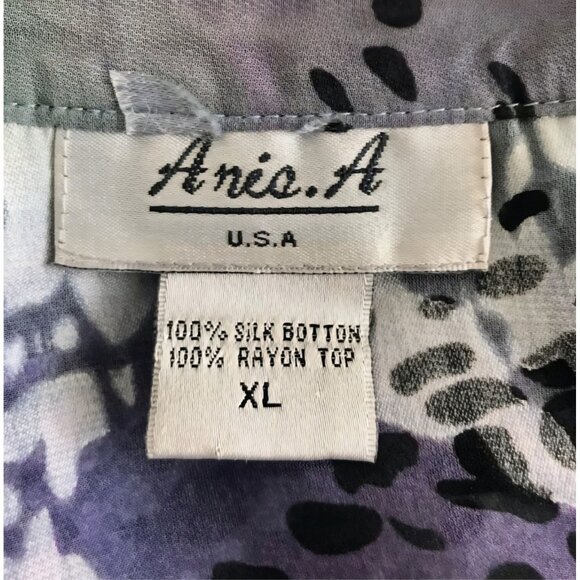 Anis.A
U.S.A
100% SILK BOTTON
100% RAYON TOP
XL